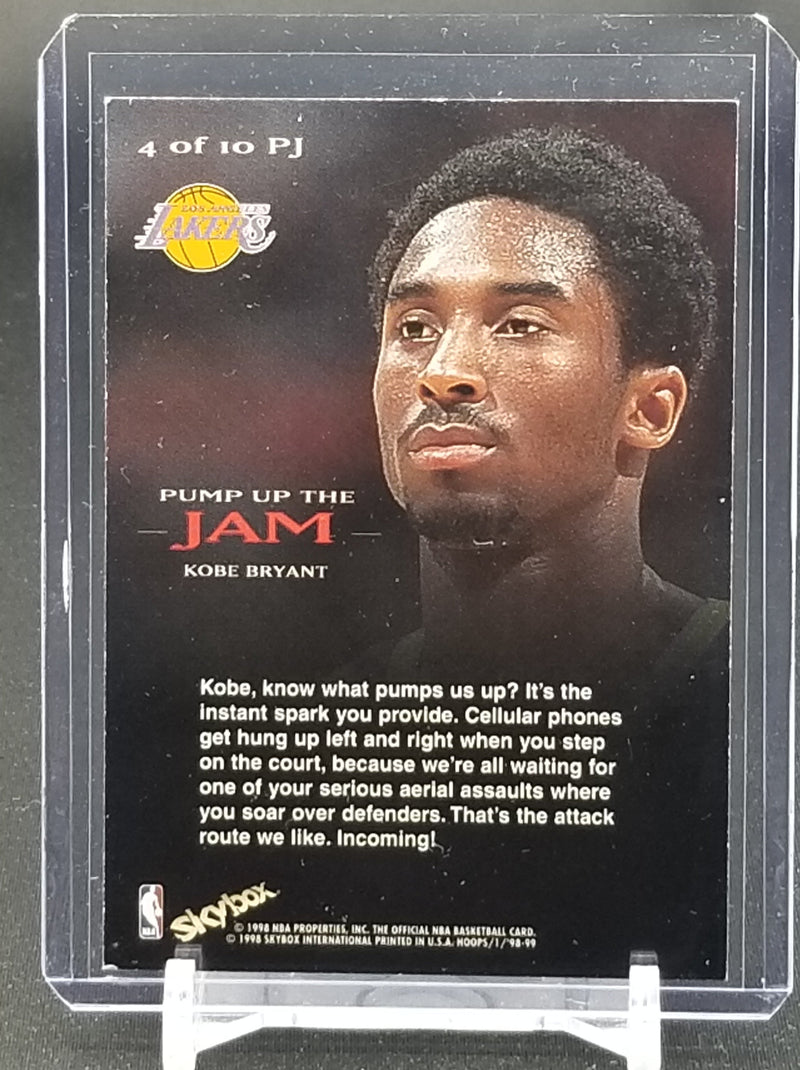 4 of 10 PJ
LOS ANGELES
LAKERS
PUMP UP THE
JAM
KOBE BRYANT
Kobe, know what pumps us up? It's the
instant spark you provide. Cellular phones
get hung up left and right when you step
on the court, because we're all waiting for
one of your serious aerial assaults where
you soar over defenders. That's the attack
route we like. Incoming!
NBA
Skybox
© 1998 NBA PROPERTIES, INC. THE OFFICIAL NBA BASKETBALL CARD.
© 1998 SKYBOX INTERNATIONAL PRINTED IN U.S.A. HOOPS/1/'98-99